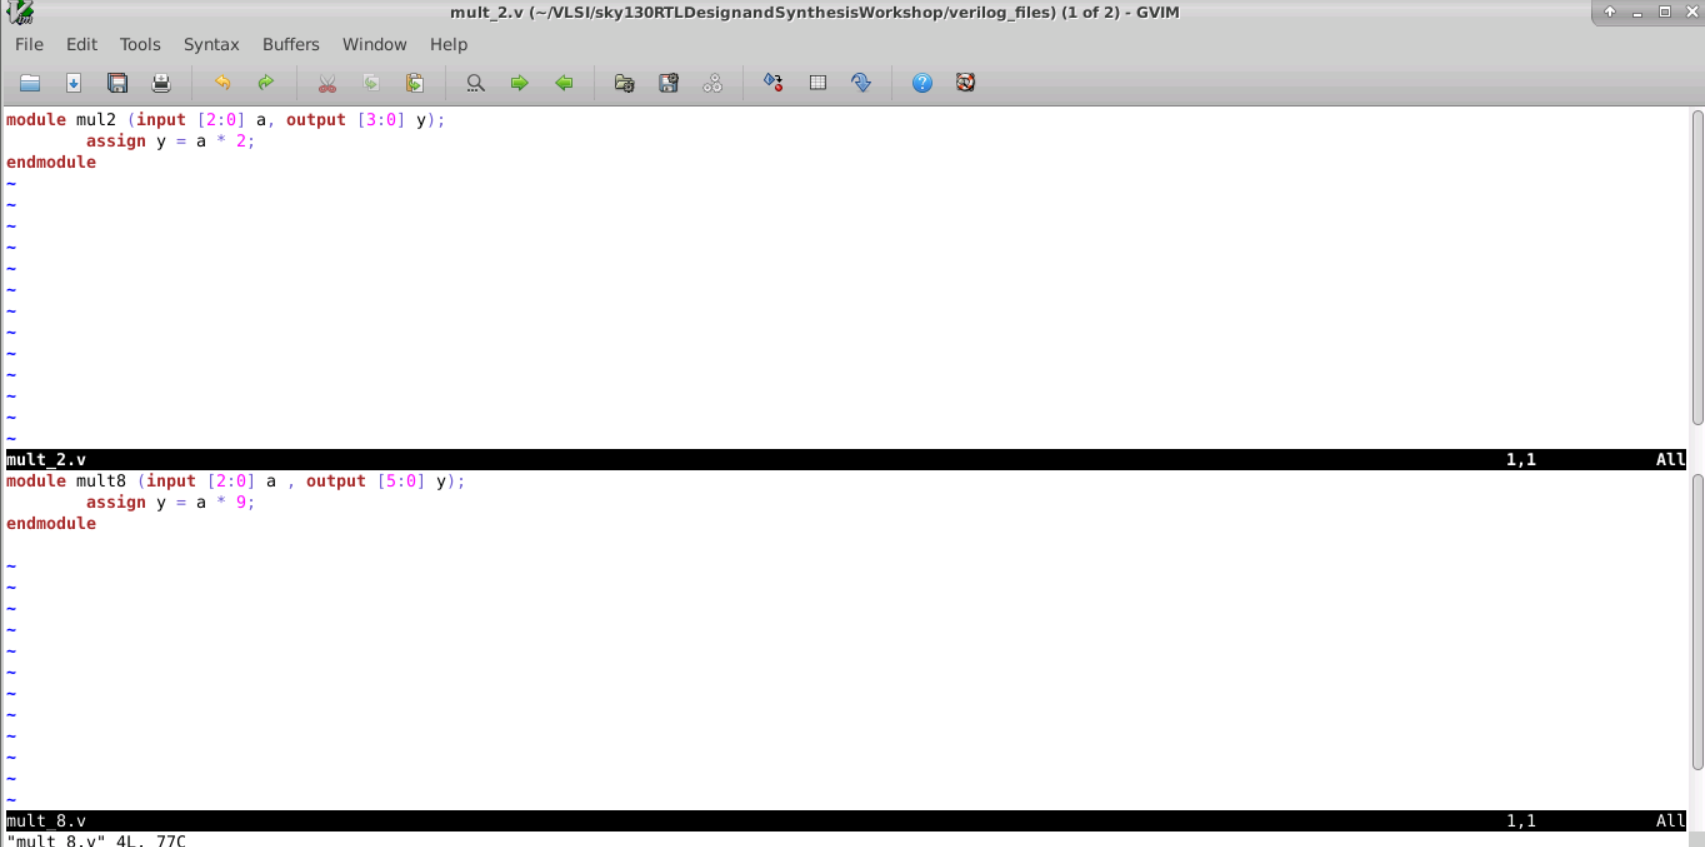 mult_2.v (~/VLSI/sky130RTLDesignandSynthesisWorkshop/verilog_files) (1 of 2) - GVIM
File Edit Tools Syntax Buffers Window Help
module mul2 (input [2:0] a, output [3:0] y);
        assign y = a * 2;
endmodule
~
~
~
~
~
~
~
~
~
~
~
~
~
mult_2.v 1,1 All
module mult8 (input [2:0] a , output [5:0] y);
        assign y = a * 9;
endmodule
~
~
~
~
~
~
~
~
~
~
~
~
mult_8.v 1,1 All
"mult_8.v" 4L, 77C